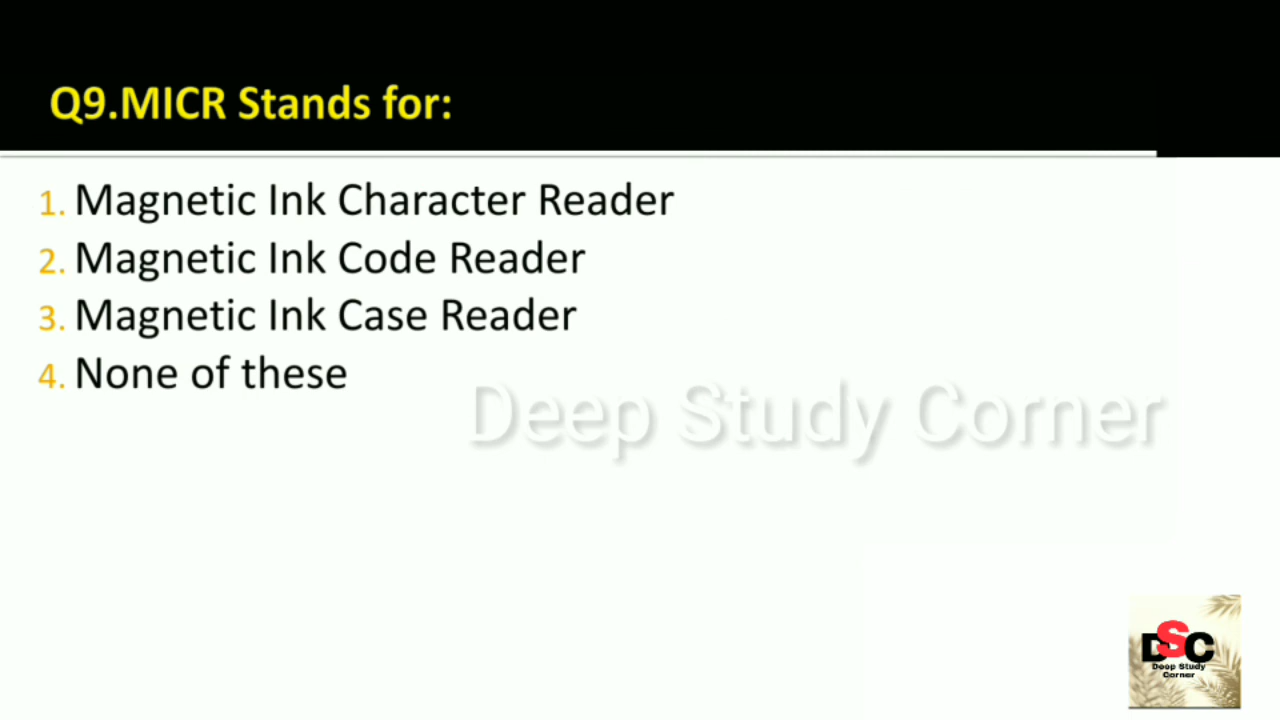 Q9.MICR Stands for:
1. Magnetic Ink Character Reader
2. Magnetic Ink Code Reader
3. Magnetic Ink Case Reader
4. None of these
Deep Study Corner
DSC
Deep Study
Corner